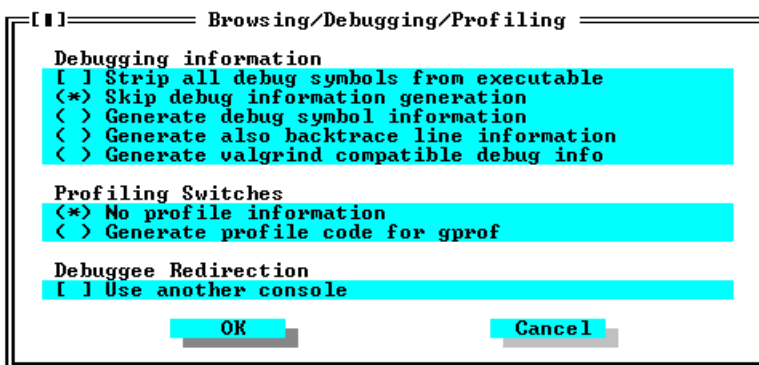 [▮] Browsing/Debugging/Profiling
Debugging information
[ ] Strip all debug symbols from executable
(*) Skip debug information generation
( ) Generate debug symbol information
( ) Generate also backtrace line information
( ) Generate valgrind compatible debug info
Profiling Switches
(*) No profile information
( ) Generate profile code for gprof
Debuggee Redirection
[ ] Use another console
OK Cancel